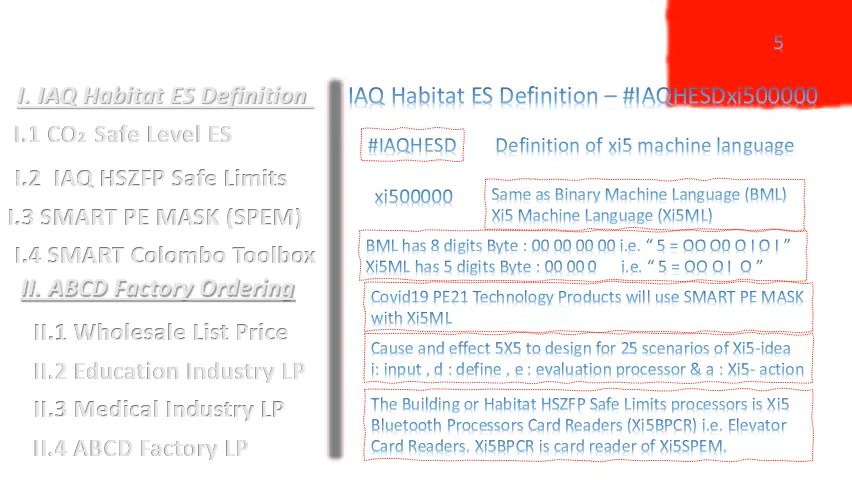 5
I. IAQ Habitat ES Definition
I.1 CO₂ Safe Level ES
I.2 IAQ HSZFP Safe Limits
I.3 SMART PE MASK (SPEM)
I.4 SMART Colombo Toolbox
II. ABCD Factory Ordering
II.1 Wholesale List Price
II.2 Education Industry LP
II.3 Medical Industry LP
II.4 ABCD Factory LP
IAQ Habitat ES Definition – #IAQHESDxi500000
#IAQHESD Definition of xi5 machine language
xi500000
Same as Binary Machine Language (BML)
Xi5 Machine Language (Xi5ML)
BML has 8 digits Byte : 00 00 00 00 i.e. “ 5 = OO OO O I O I ”
Xi5ML has 5 digits Byte : 00 00 0 i.e. “ 5 = OO O I O ”
Covid19 PE21 Technology Products will use SMART PE MASK
with Xi5ML
Cause and effect 5X5 to design for 25 scenarios of Xi5-idea
i: input , d : define , e : evaluation processor & a : Xi5- action
The Building or Habitat HSZFP Safe Limits processors is Xi5
Bluetooth Processors Card Readers (Xi5BPCR) i.e. Elevator
Card Readers. Xi5BPCR is card reader of Xi5SPEM.